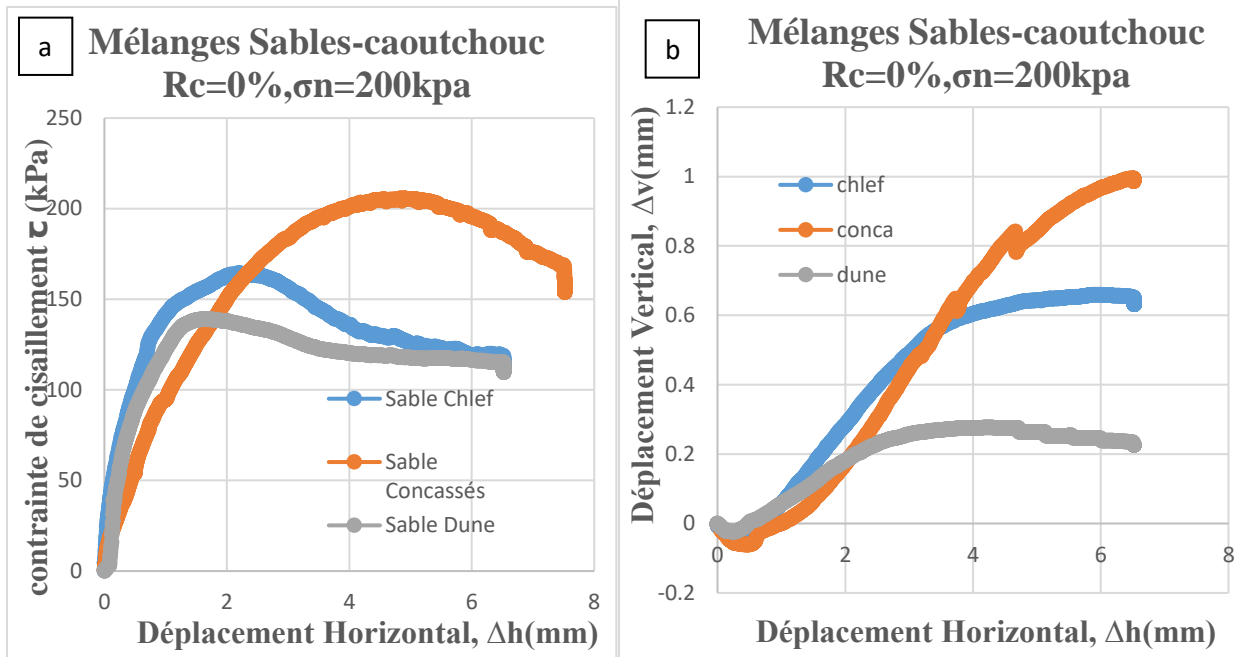 a
Mélanges Sables-caoutchouc
Rc=0%,σn=200kpa
contrainte de cisaillement τ (kPa)
250
200
150
100
50
0
Sable Chlef
Sable
Concassés
Sable Dune
0 2 4 6 8
Déplacement Horizontal, Δh(mm)
b
Mélanges Sables-caoutchouc
Rc=0%,σn=200kpa
Déplacement Vertical, Δv(mm)
1.2
1
0.8
0.6
0.4
0.2
0
-0.2
chlef
conca
dune
0 2 4 6 8
Déplacement Horizontal, Δh(mm)